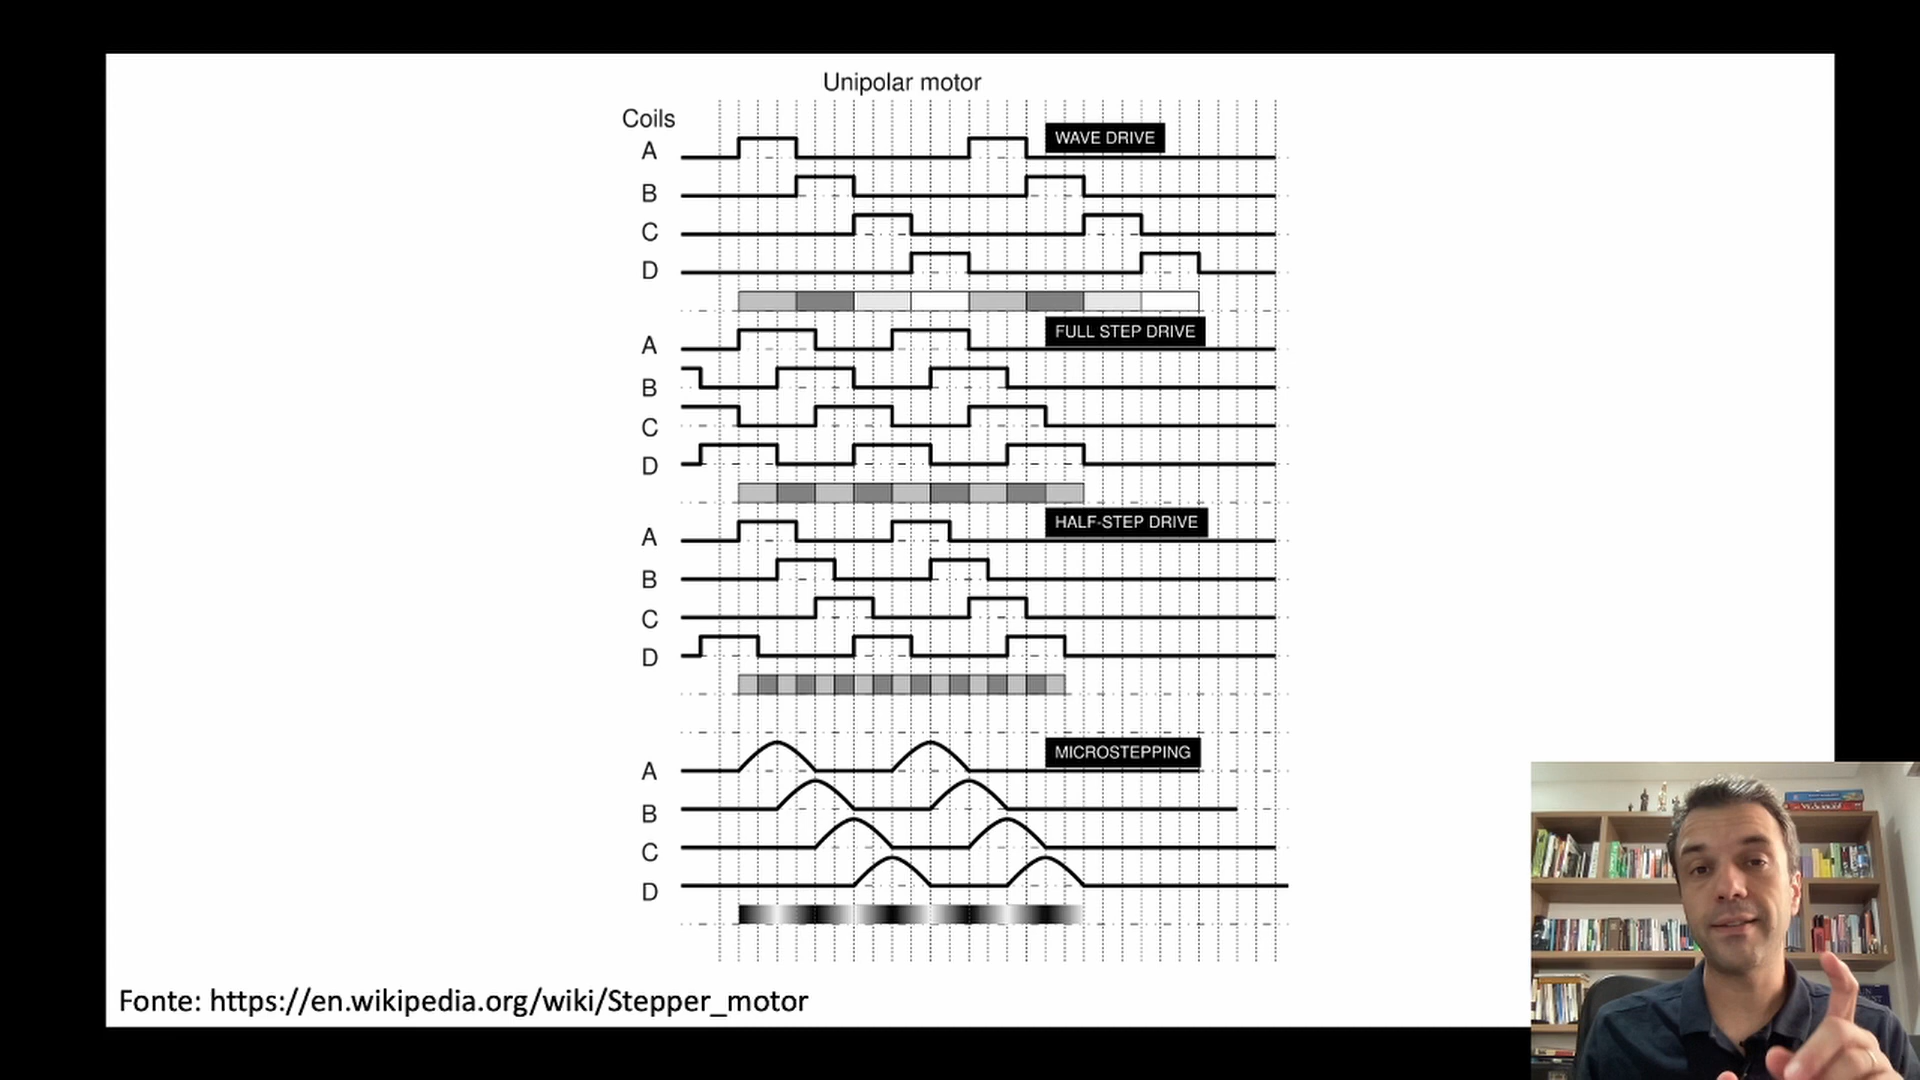 Unipolar motor
Coils
A
WAVE DRIVE
B
C
D
A
FULL STEP DRIVE
B
C
D
A
HALF-STEP DRIVE
B
C
D
A
MICROSTEPPING
B
C
D
Fonte: https://en.wikipedia.org/wiki/Stepper_motor